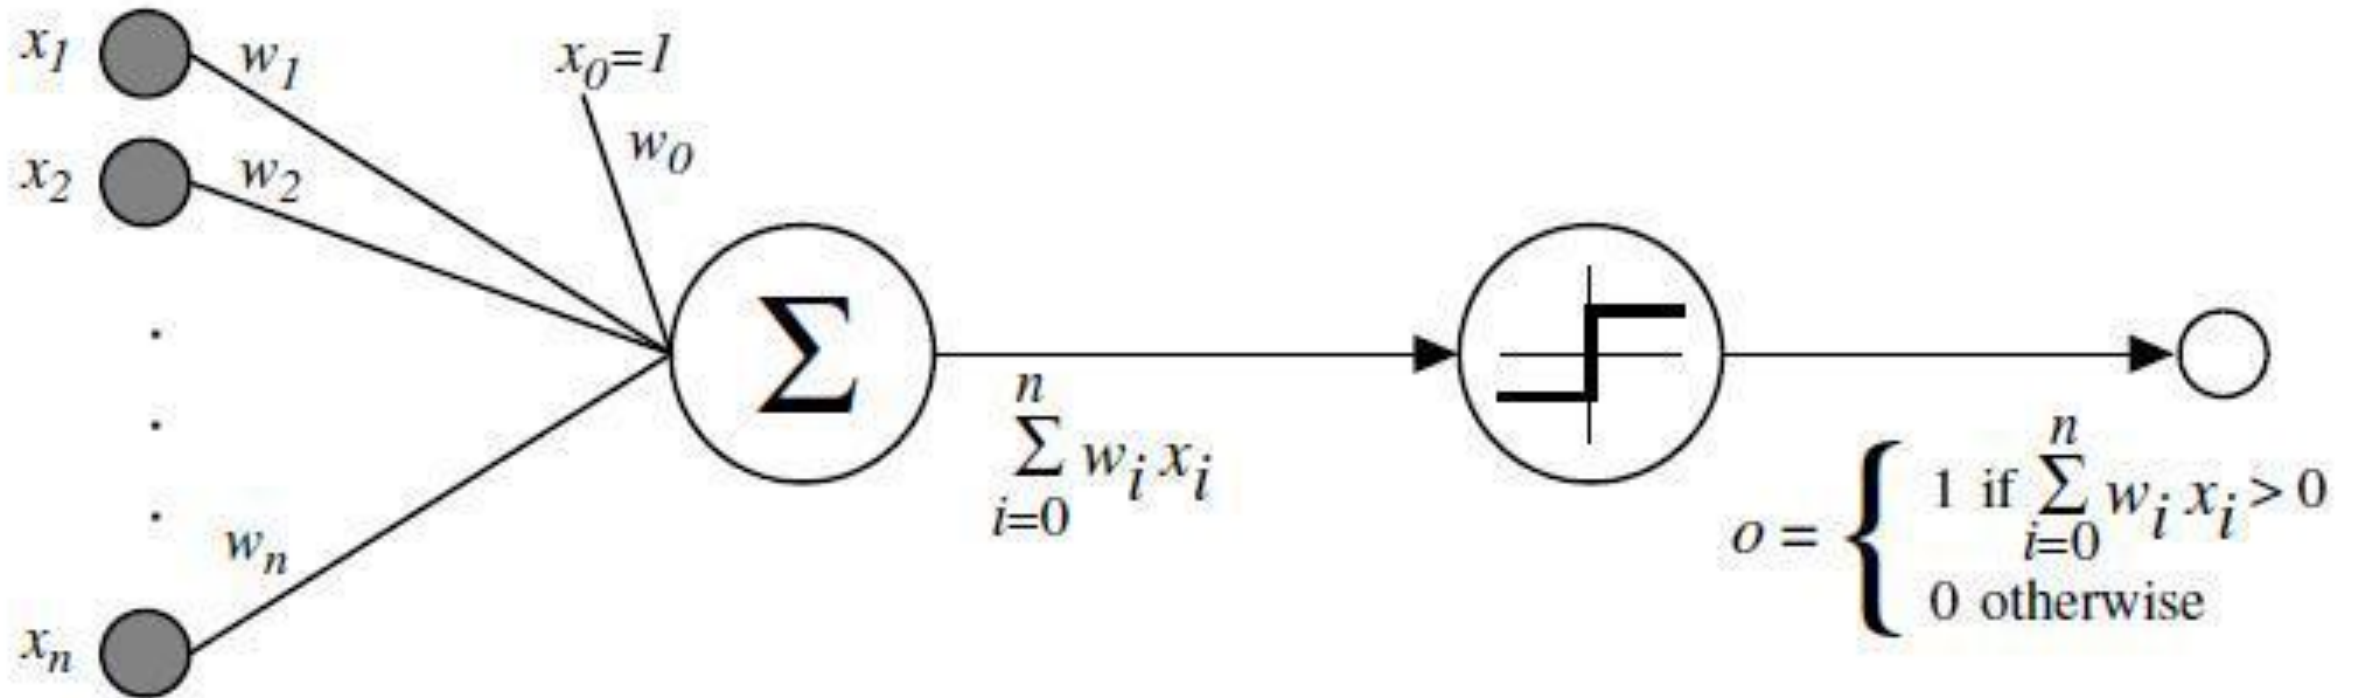 x1 w1
x0=1
w0
x2 w2
Σ
n
Σ wi xi
i=0
wn
xn
n
o = { 1 if Σ wi xi > 0
i=0
0 otherwise